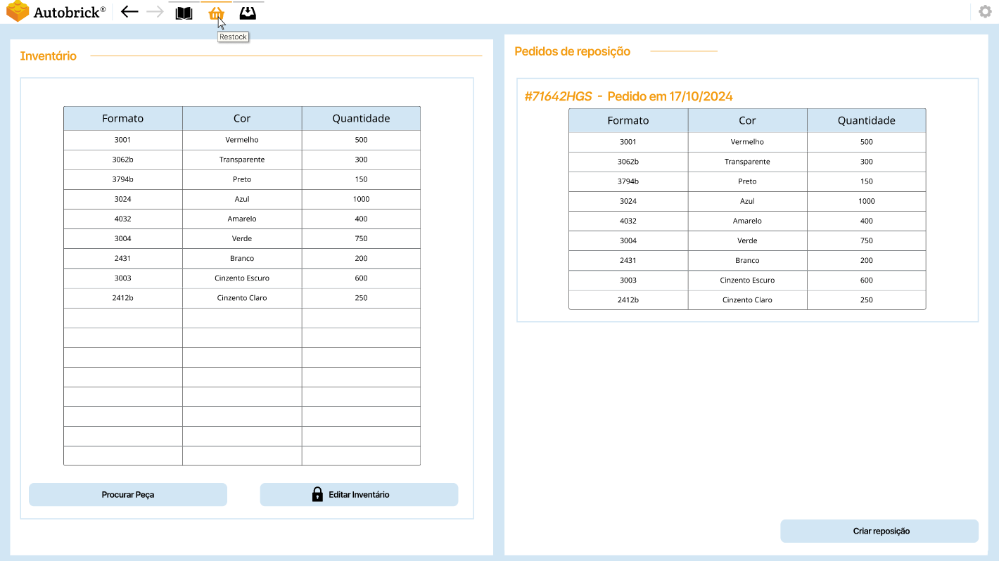 Autobrick®
Restock
Inventário
Formato Cor Quantidade
3001 Vermelho 500
3062b Transparente 300
3794b Preto 150
3024 Azul 1000
4032 Amarelo 400
3004 Verde 750
2431 Branco 200
3003 Cinzento Escuro 600
2412b Cinzento Claro 250
Procurar Peça
Editar Inventário
Pedidos de reposição
#71642HGS - Pedido em 17/10/2024
Formato Cor Quantidade
3001 Vermelho 500
3062b Transparente 300
3794b Preto 150
3024 Azul 1000
4032 Amarelo 400
3004 Verde 750
2431 Branco 200
3003 Cinzento Escuro 600
2412b Cinzento Claro 250
Criar reposição